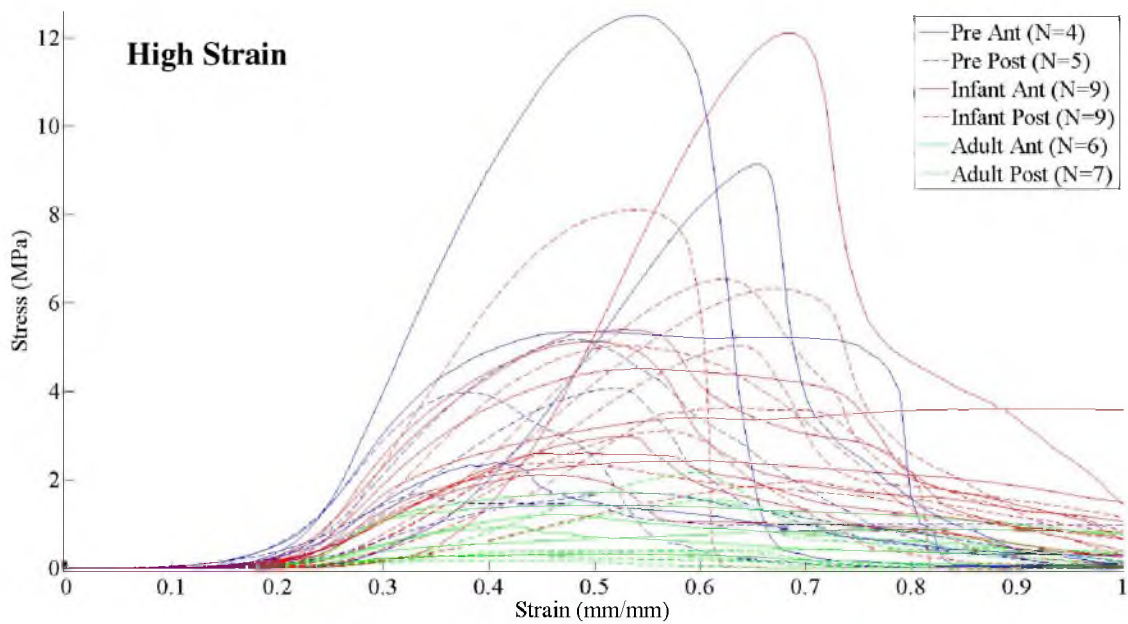 High Strain
Pre Ant (N=4)
Pre Post (N=5)
Infant Ant (N=9)
Infant Post (N=9)
Adult Ant (N=6)
Adult Post (N=7)
Stress (MPa)
12
10
8
6
4
2
0
0 0.1 0.2 0.3 0.4 0.5 0.6 0.7 0.8 0.9 1
Strain (mm/mm)